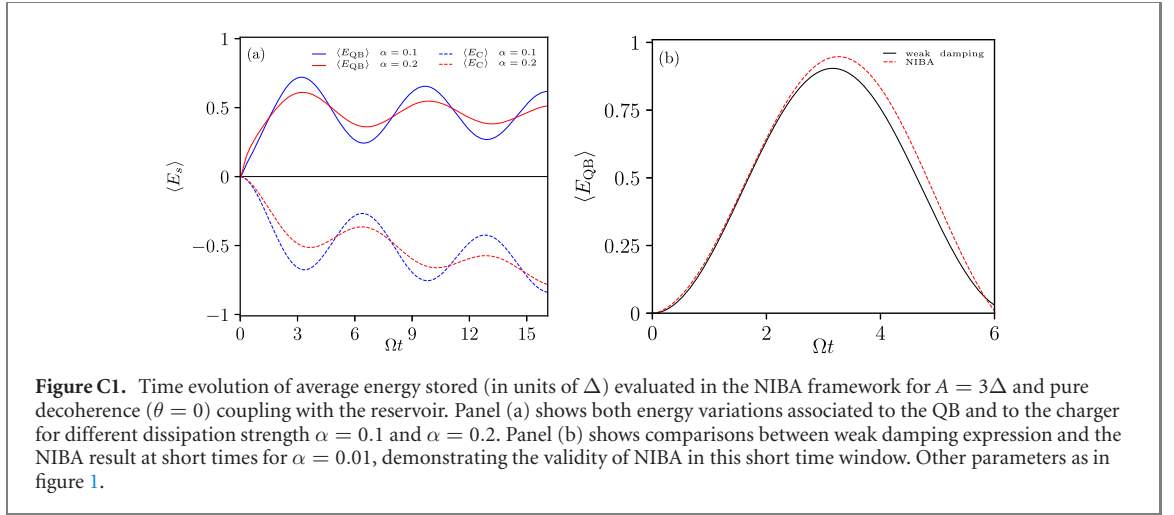 (a)
⟨E_QB⟩ α = 0.1
⟨E_QB⟩ α = 0.2
⟨E_C⟩ α = 0.1
⟨E_C⟩ α = 0.2
1
0.5
0
−0.5
−1
⟨E_s⟩
0 3 6 9 12 15
Ωt
(b)
weak damping
NIBA
1
0.75
0.5
0.25
0
⟨E_QB⟩
0 2 4 6
Ωt
Figure C1. Time evolution of average energy stored (in units of Δ) evaluated in the NIBA framework for A = 3Δ and pure
decoherence (θ = 0) coupling with the reservoir. Panel (a) shows both energy variations associated to the QB and to the charger
for different dissipation strength α = 0.1 and α = 0.2. Panel (b) shows comparisons between weak damping expression and the
NIBA result at short times for α = 0.01, demonstrating the validity of NIBA in this short time window. Other parameters as in
figure 1.